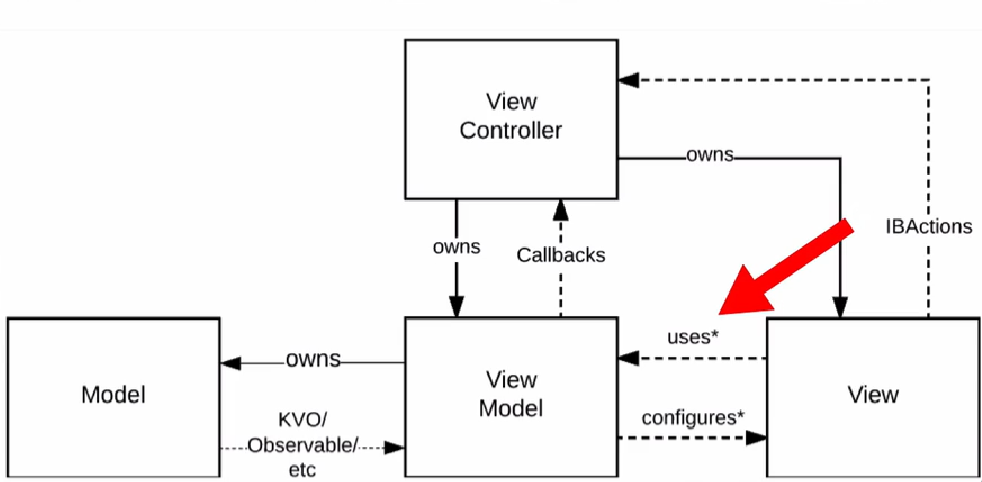 View
Controller
owns
IBActions
owns
Callbacks
uses*
owns
Model
View
Model
View
configures*
KVO/
Observable/
etc